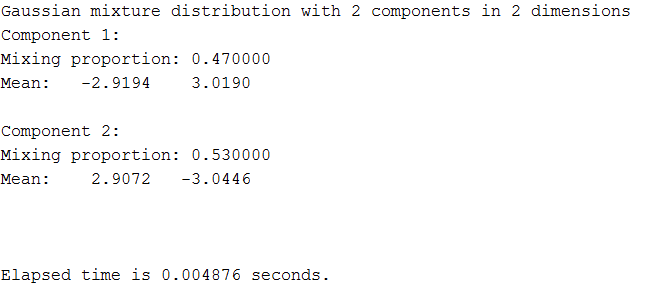 Gaussian mixture distribution with 2 components in 2 dimensions
Component 1:
Mixing proportion: 0.470000
Mean:   -2.9194    3.0190
Component 2:
Mixing proportion: 0.530000
Mean:    2.9072   -3.0446
Elapsed time is 0.004876 seconds.